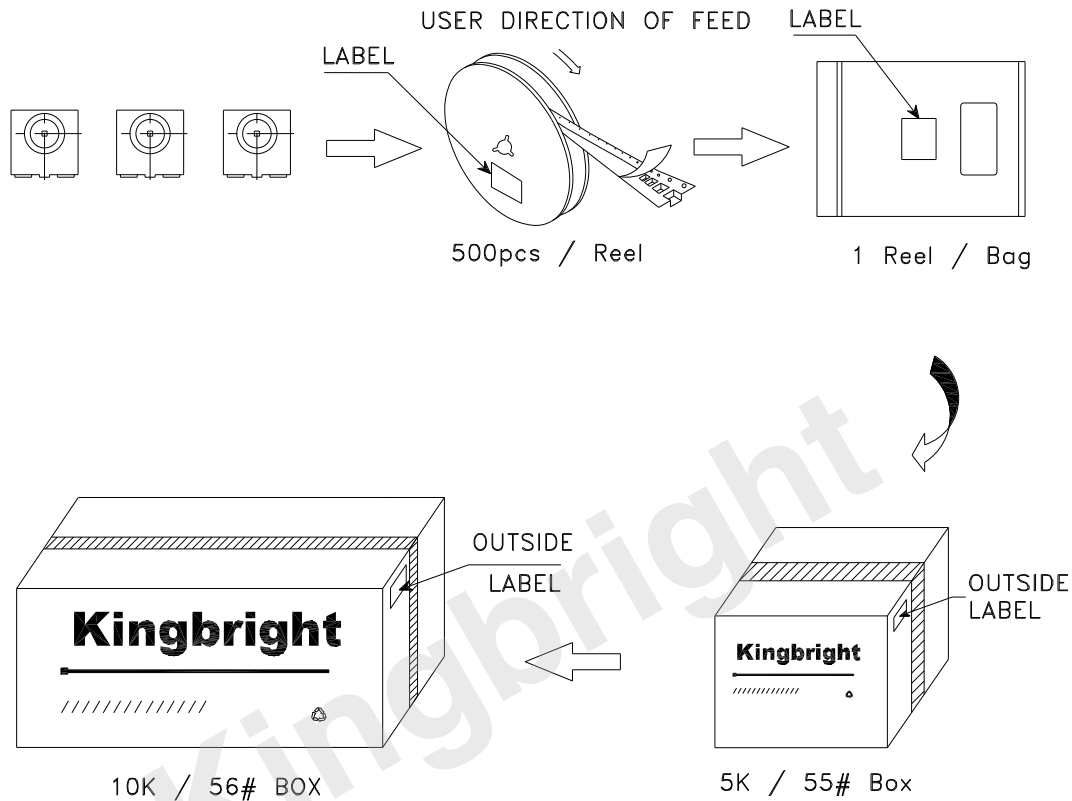 USER DIRECTION OF FEED
LABEL
LABEL
500pcs / Reel
1 Reel / Bag
OUTSIDE
LABEL
OUTSIDE
LABEL
Kingbright
Kingbright
10K / 56# BOX
5K / 55# Box
Kingbright